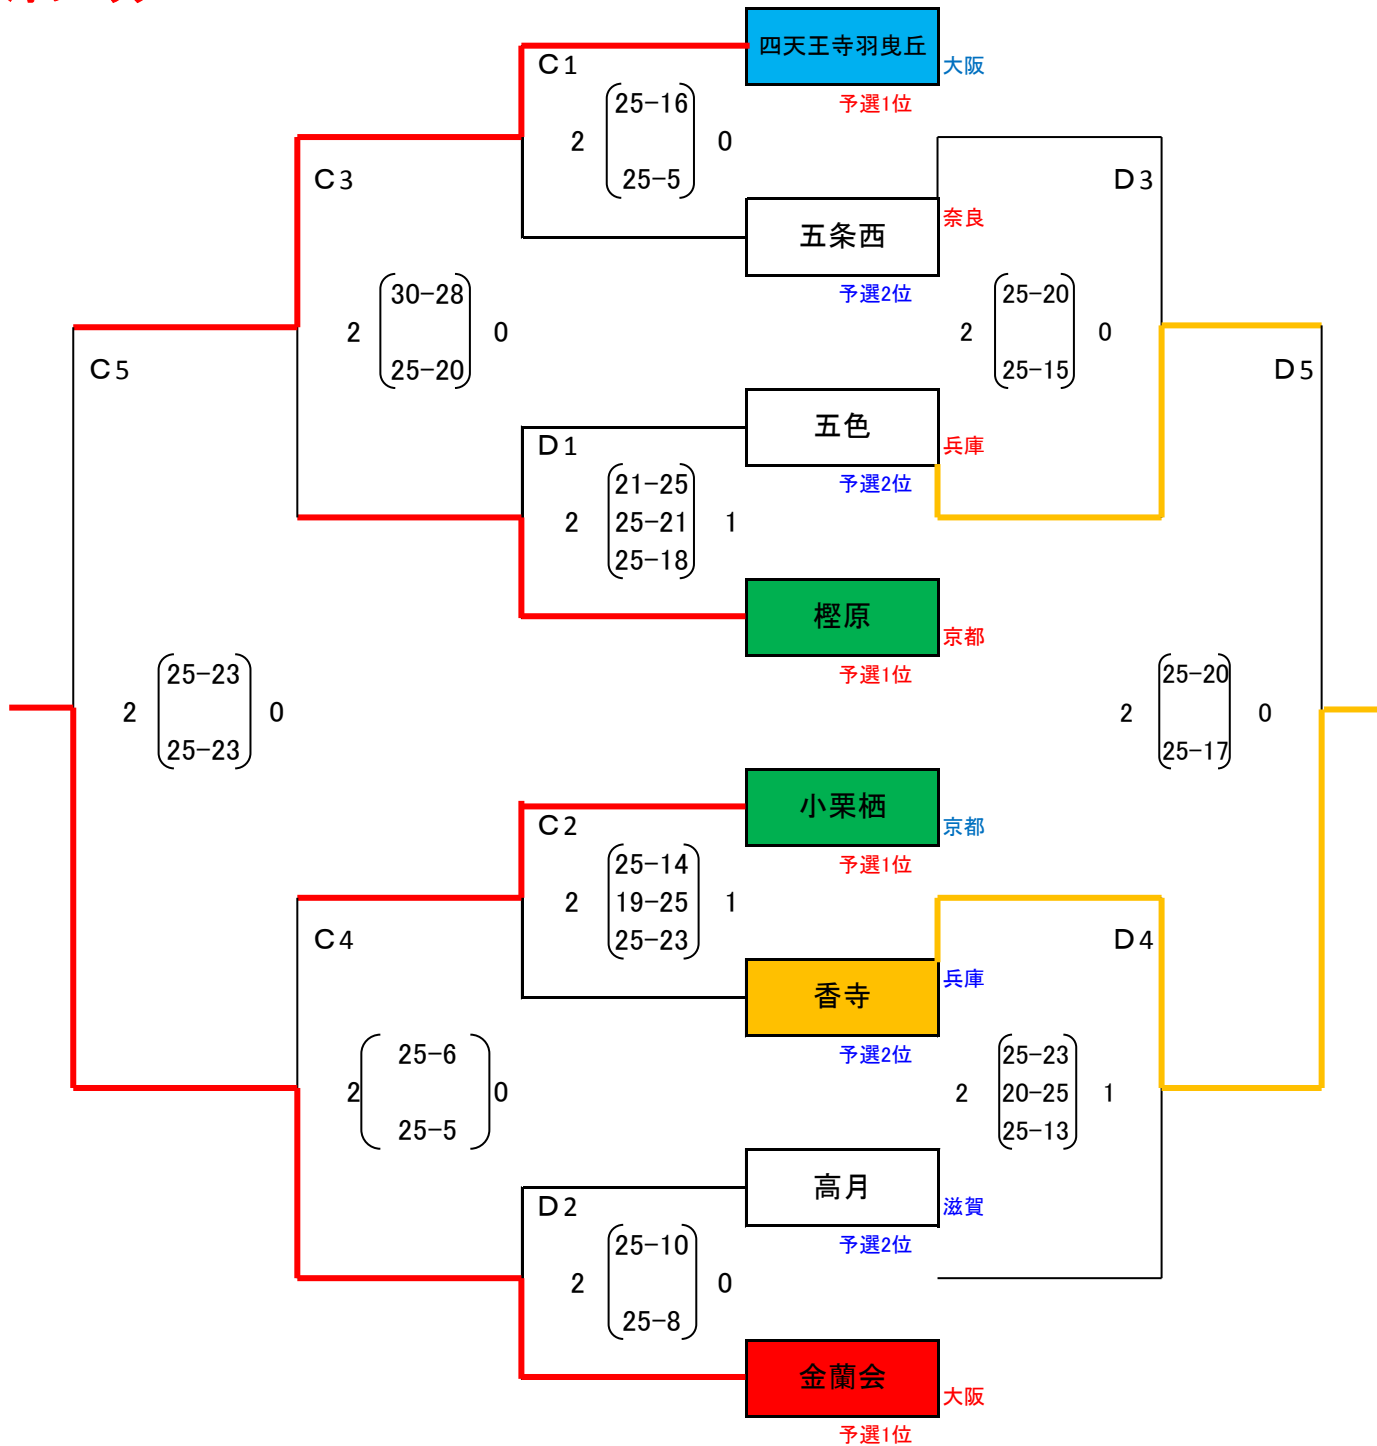 四天王寺羽曳丘
C1
大阪
25-16
予選1位
2
0
C3
25-5
D3
五条西
奈良
30-28
予選2位
25-20
2
0
2
0
C5
25-20
25-15
D5
五色
D1
兵庫
21-25
予選2位
2
25-21
1
25-18
樫原
京都
25-23
予選1位
25-20
2
0
2
0
25-23
25-17
小栗栖
C2
京都
25-14
予選1位
2
19-25
1
C4
25-23
D4
香寺
兵庫
25-6
予選2位
25-23
2
0
2
20-25
1
25-5
25-13
高月
D2
滋賀
25-10
予選2位
2
0
25-8
金蘭会
大阪
予選1位